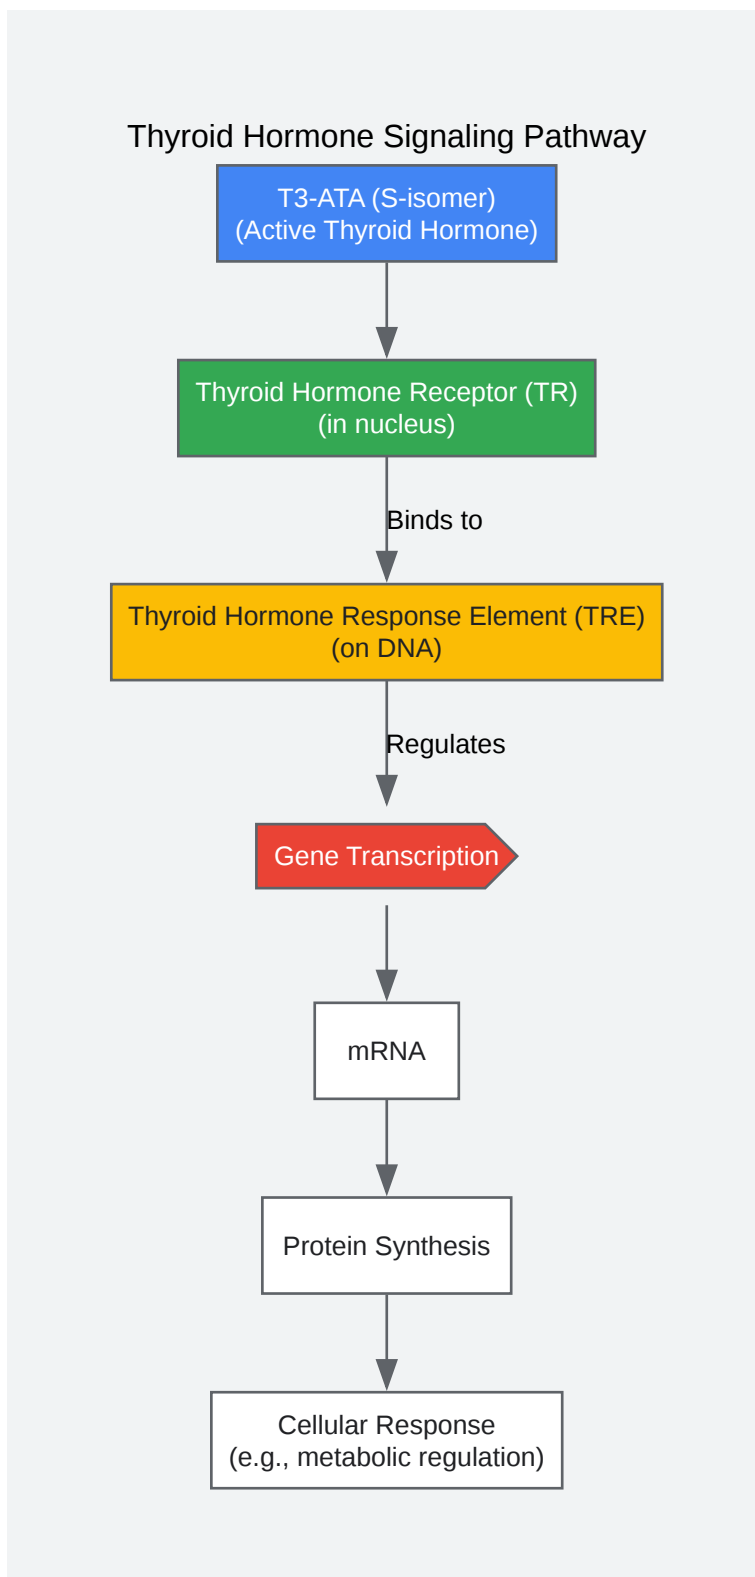 Thyroid Hormone Signaling Pathway
T3-ATA (S-isomer)
(Active Thyroid Hormone)
Thyroid Hormone Receptor (TR)
(in nucleus)
Binds to
Thyroid Hormone Response Element (TRE)
(on DNA)
Regulates
Gene Transcription
mRNA
Protein Synthesis
Cellular Response
(e.g., metabolic regulation)